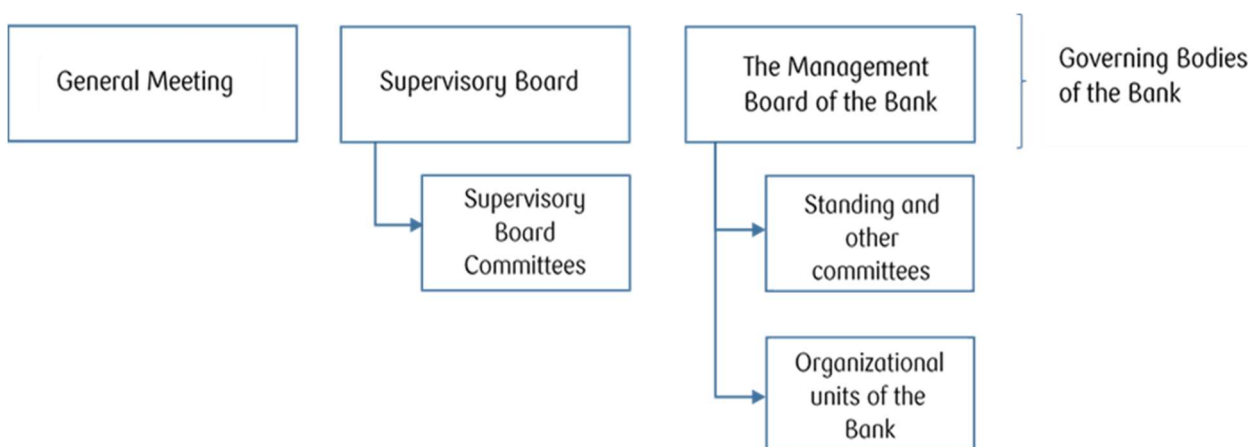 General Meeting
Supervisory Board
The Management
Board of the Bank
Governing Bodies
of the Bank
Supervisory
Board
Committees
Standing and
other
committees
Organizational
units of the
Bank